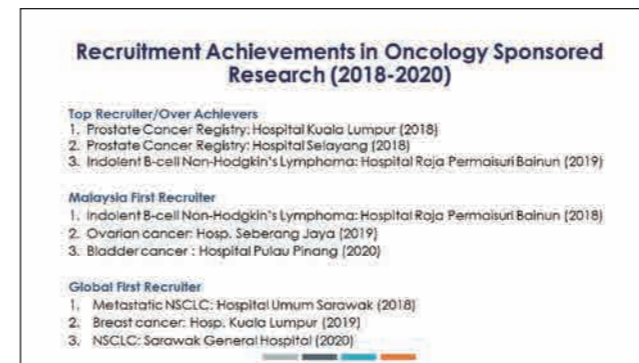 Recruitment Achievements in Oncology Sponsored
Research (2018-2020)
Top Recruiter/Over Achievers
1. Prostate Cancer Registry: Hospital Kuala Lumpur (2018)
2. Prostate Cancer Registry: Hospital Selayang (2018)
3. Indolent B-cell Non-Hodgkin's Lymphoma: Hospital Raja Permaisuri Bainun (2019)
Malaysia First Recruiter
1. Indolent B-cell Non-Hodgkin's Lymphoma: Hospital Raja Permaisuri Bainun (2018)
2. Ovarian cancer: Hosp. Seberang Jaya (2019)
3. Bladder cancer : Hospital Pulau Pinang (2020)
Global First Recruiter
1. Metastatic NSCLC: Hospital Umum Sarawak (2018)
2. Breast cancer: Hosp. Kuala Lumpur (2019)
3. NSCLC: Sarawak General Hospital (2020)